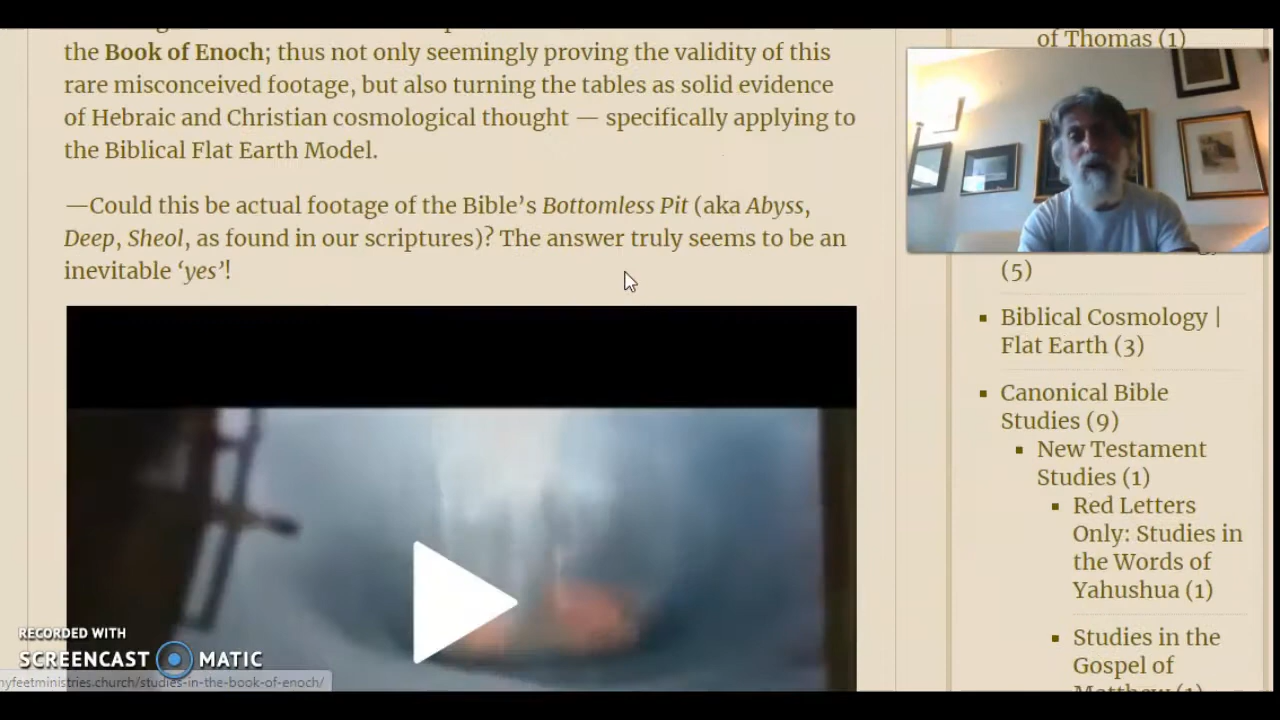 the Book of Enoch; thus not only seemingly proving the validity of this
rare misconceived footage, but also turning the tables as solid evidence
of Hebraic and Christian cosmological thought — specifically applying to
the Biblical Flat Earth Model.
—Could this be actual footage of the Bible’s Bottomless Pit (aka Abyss,
Deep, Sheol, as found in our scriptures)? The answer truly seems to be an
inevitable ‘yes’!
of Thomas (1)
(5)
Biblical Cosmology |
Flat Earth (3)
Canonical Bible
Studies (9)
New Testament
Studies (1)
Red Letters
Only: Studies in
the Words of
Yahushua (1)
Studies in the
Gospel of
Matthew (1)
RECORDED WITH
SCREENCAST MATIC
nyfeetministries.church/studies-in-the-book-of-enoch/